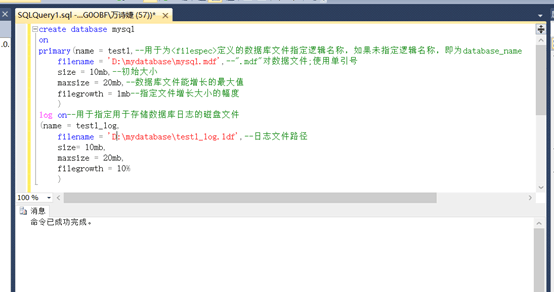 SQLQuery1.sql -...GOOBF\万诗婕 (57))*
create database mysql
on
primary(name = test1,--用于为<filespec>定义的数据库文件指定逻辑名称，如果未指定逻辑名称，即为database_name
filename = 'D:\mydatabase\mysql.mdf',--".mdf"对数据文件;使用单引号
size = 10mb,--初始大小
maxsize = 20mb,--数据库文件能增长的最大值
filegrowth = 1mb--指定文件增长大小的幅度
)
log on--用于指定用于存储数据库日志的磁盘文件
(name = test1_log,
filename = 'D:\mydatabase\test1_log.ldf',--日志文件路径
size= 10mb,
maxsize = 20mb,
filegrowth = 10%
)
100 %
消息
命令已成功完成。